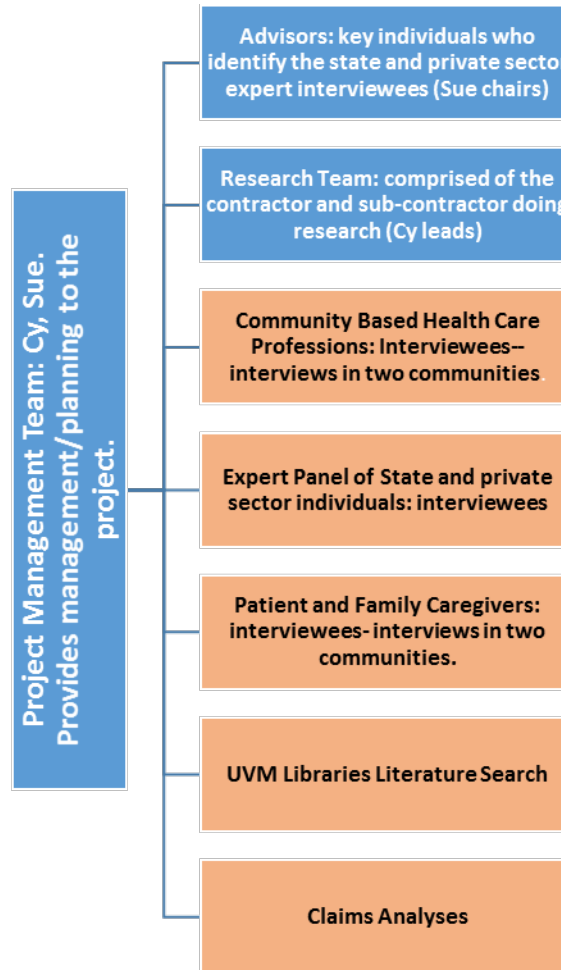 Project Management Team: Cy, Sue.
Provides management/planning to the
project.
Advisors: key individuals who
identify the state and private sector
expert interviewees (Sue chairs)
Research Team: comprised of the
contractor and sub-contractor doing
research (Cy leads)
Community Based Health Care
Professions: Interviewees--
interviews in two communities.
Expert Panel of State and private
sector individuals: interviewees
Patient and Family Caregivers:
interviewees- interviews in two
communities.
UVM Libraries Literature Search
Claims Analyses